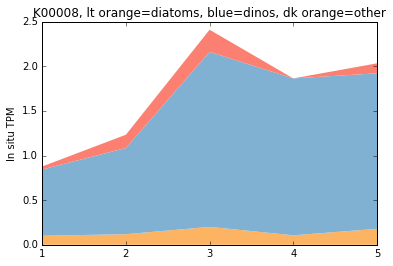 K00008, lt orange=diatoms, blue=dinos, dk orange=other
In situ TPM
2.5
2.0
1.5
1.0
0.5
0.0
1 2 3 4 5